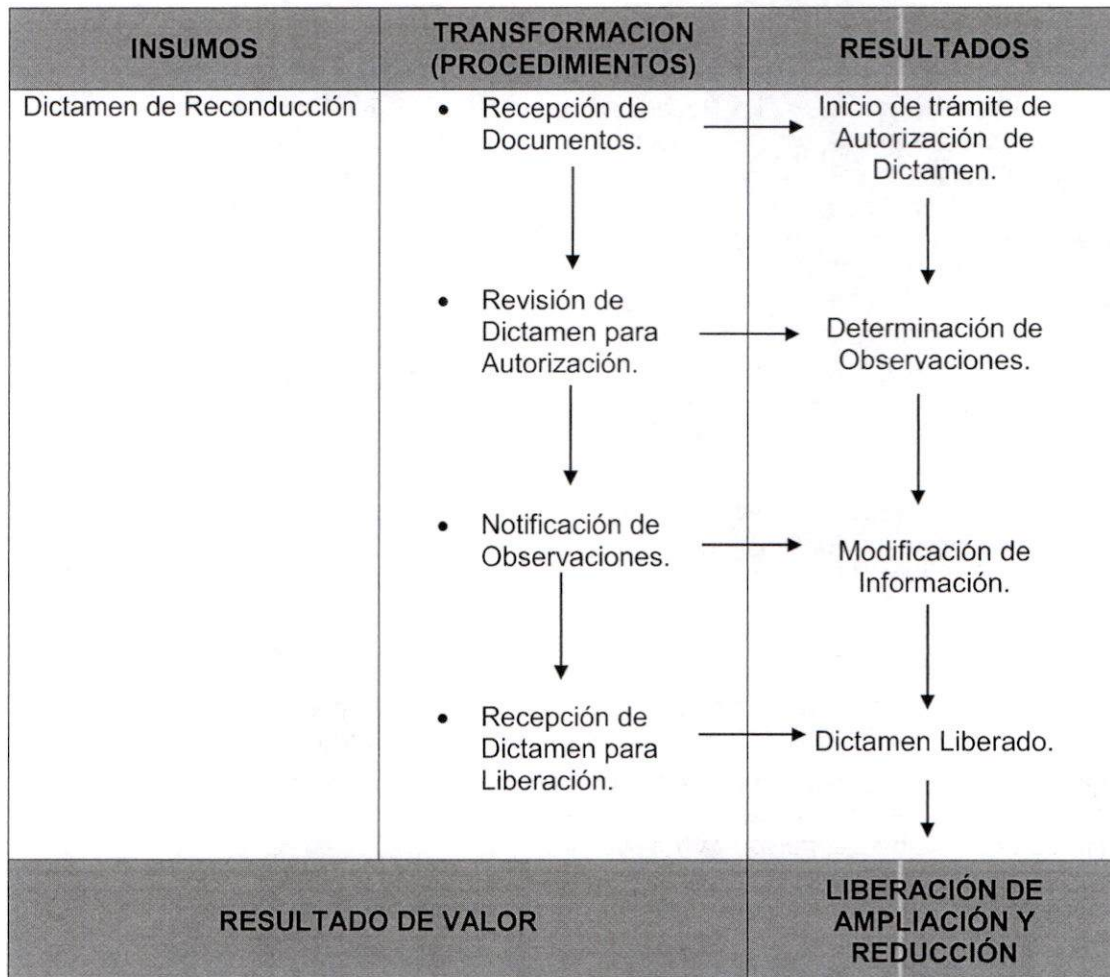 INSUMOS
TRANSFORMACION
(PROCEDIMIENTOS)
RESULTADOS
Dictamen de Reconducción
• Recepción de
Documentos.
Inicio de trámite de
Autorización de
Dictamen.
• Revisión de
Dictamen para
Autorización.
Determinación de
Observaciones.
• Notificación de
Observaciones.
Modificación de
Información.
• Recepción de
Dictamen para
Liberación.
Dictamen Liberado.
RESULTADO DE VALOR
LIBERACIÓN DE
AMPLIACIÓN Y
REDUCCIÓN